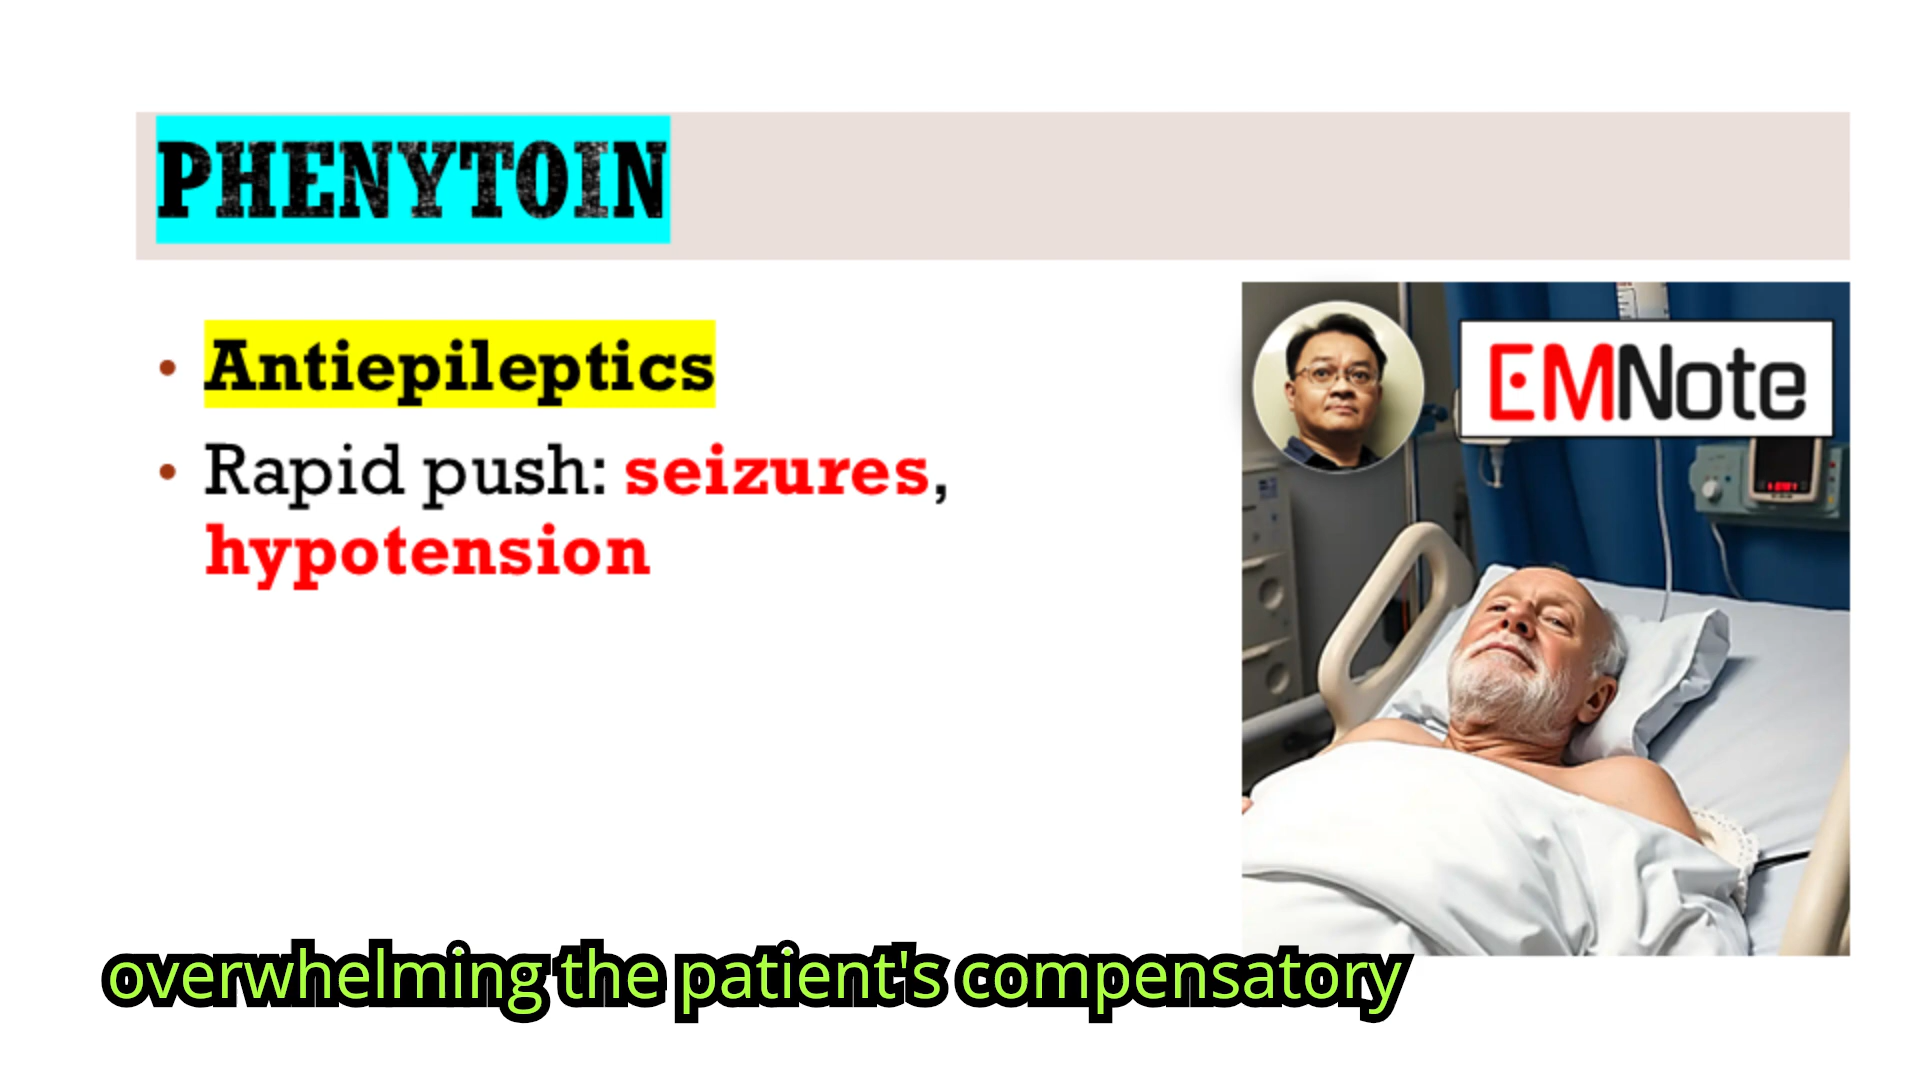 PHENYTOIN
• Antiepileptics
• Rapid push: seizures,
hypotension
EMNote
overwhelming the patient's compensatory